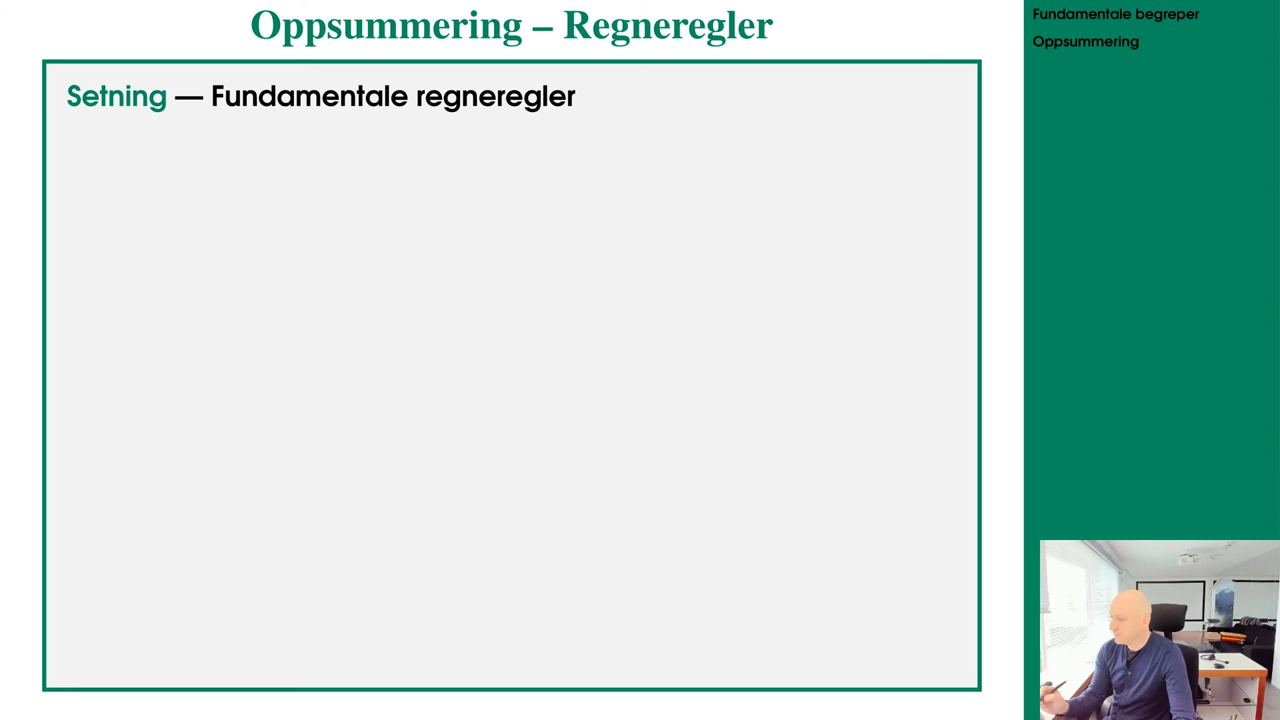 Oppsummering – Regneregler
Setning — Fundamentale regneregler
Fundamentale begreper
Oppsummering